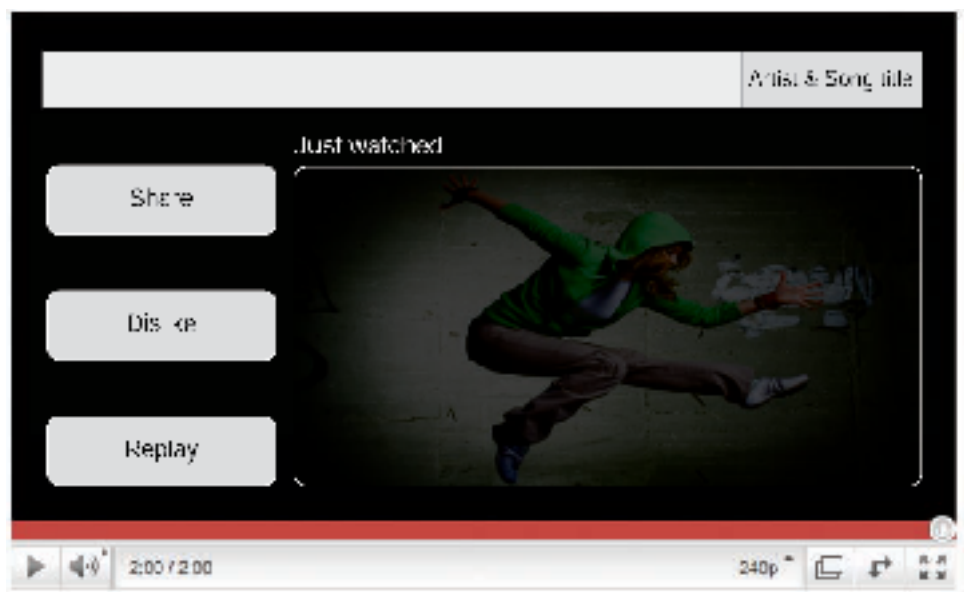 Artist & Song title
Just watched
Share
Dislike
Replay
2:00 / 2:00
240p